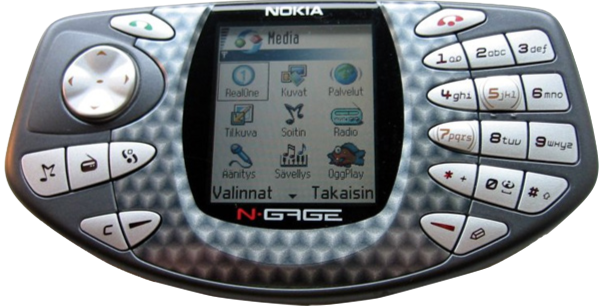 NOKIA
Media
RealOne Kuvat Palvelut
Tilkuva Soitin Radio
Äänitys Sävellys OggPlay
Valinnat Takaisin
N·GAGE
1 2abc 3def
4ghi 5jkl 6mno
7pqrs 8tuv 9wxyz
* + 0 # 
C